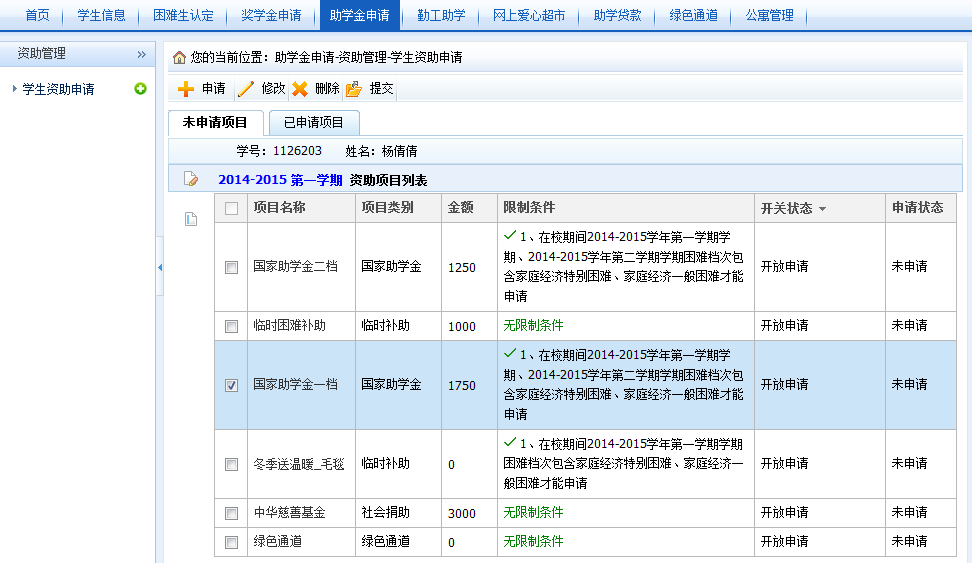 首页 学生信息 困难生认定 奖学金申请 助学金申请 勤工助学 网上爱心超市 助学贷款 绿色通道 公寓管理
资助管理 »
学生资助申请
您的当前位置：助学金申请-资助管理-学生资助申请
申请 修改 删除 提交
未申请项目 已申请项目
学号：1126203 姓名：杨倩倩
2014-2015 第一学期 资助项目列表
项目名称 项目类别 金额 限制条件 开关状态 申请状态
国家助学金二档 国家助学金 1250 ✓ 1、在校期间2014-2015学年第一学期学
期、2014-2015学年第二学期学期困难档次包
含家庭经济特别困难、家庭经济一般困难才能
申请 开放申请 未申请
临时困难补助 临时补助 1000 无限制条件 开放申请 未申请
国家助学金一档 国家助学金 1750 ✓ 1、在校期间2014-2015学年第一学期学
期、2014-2015学年第二学期学期困难档次包
含家庭经济特别困难、家庭经济一般困难才能
申请 开放申请 未申请
冬季送温暖_毛毯 临时补助 0 ✓ 1、在校期间2014-2015学年第一学期学期
困难档次包含家庭经济特别困难、家庭经济一
般困难才能申请 开放申请 未申请
中华慈善基金 社会捐助 3000 无限制条件 开放申请 未申请
绿色通道 绿色通道 0 无限制条件 开放申请 未申请